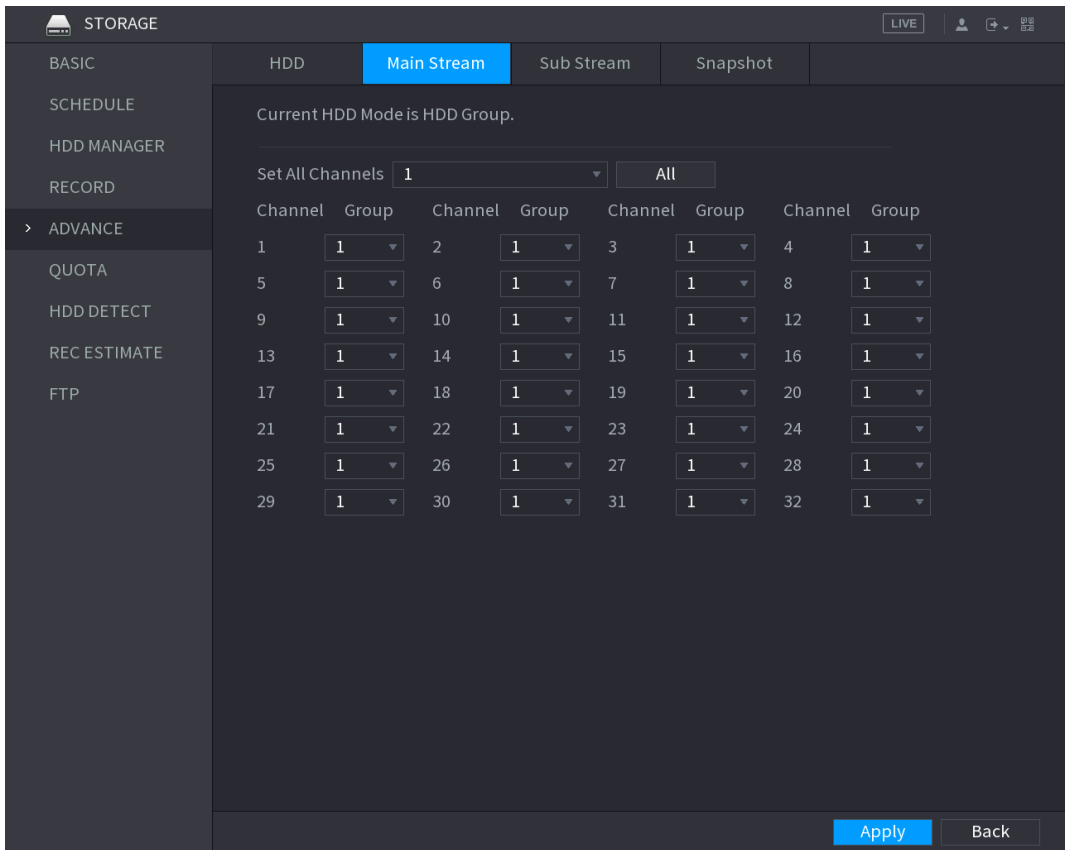 STORAGE LIVE
BASIC HDD Main Stream Sub Stream Snapshot
SCHEDULE
Current HDD Mode is HDD Group.
HDD MANAGER
Set All Channels 1 All
RECORD
Channel Group Channel Group Channel Group Channel Group
ADVANCE
1 1 2 1 3 1 4 1
QUOTA
5 1 6 1 7 1 8 1
HDD DETECT
9 1 10 1 11 1 12 1
REC ESTIMATE
13 1 14 1 15 1 16 1
FTP
17 1 18 1 19 1 20 1
21 1 22 1 23 1 24 1
25 1 26 1 27 1 28 1
29 1 30 1 31 1 32 1
Apply Back